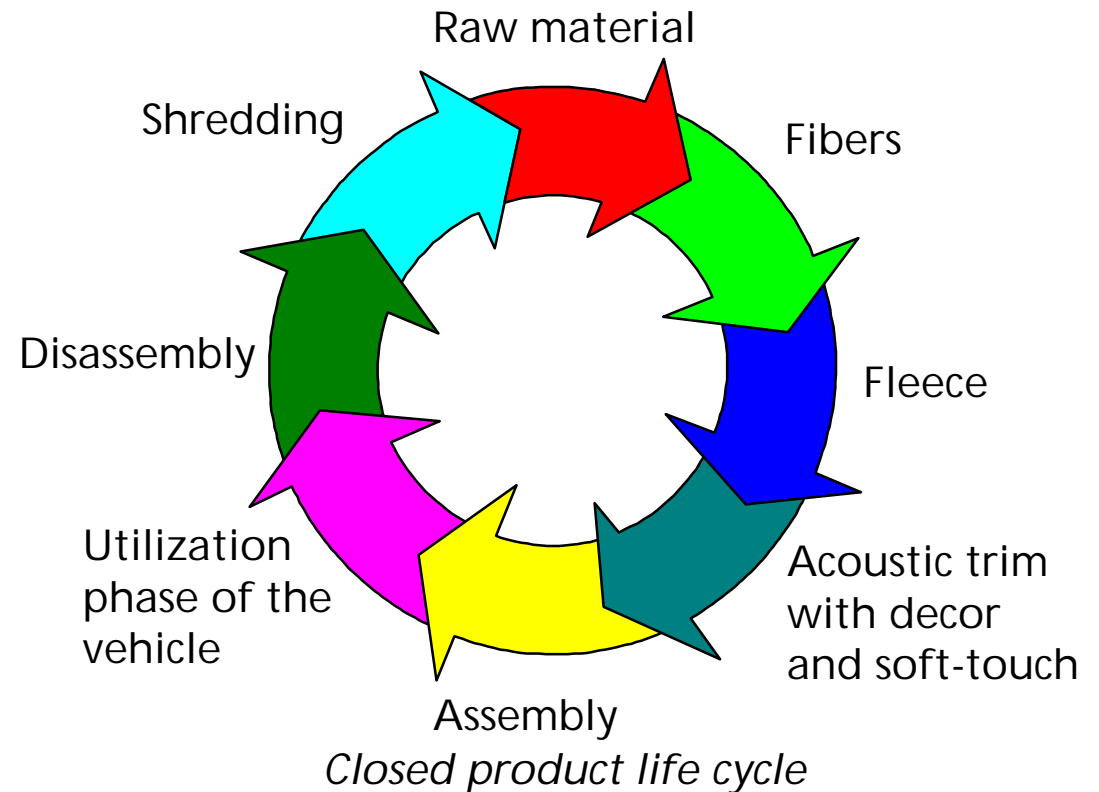 Raw material
Fibers
Fleece
Acoustic trim
with decor
and soft-touch
Assembly
Utilization
phase of the
vehicle
Disassembly
Shredding
Closed product life cycle